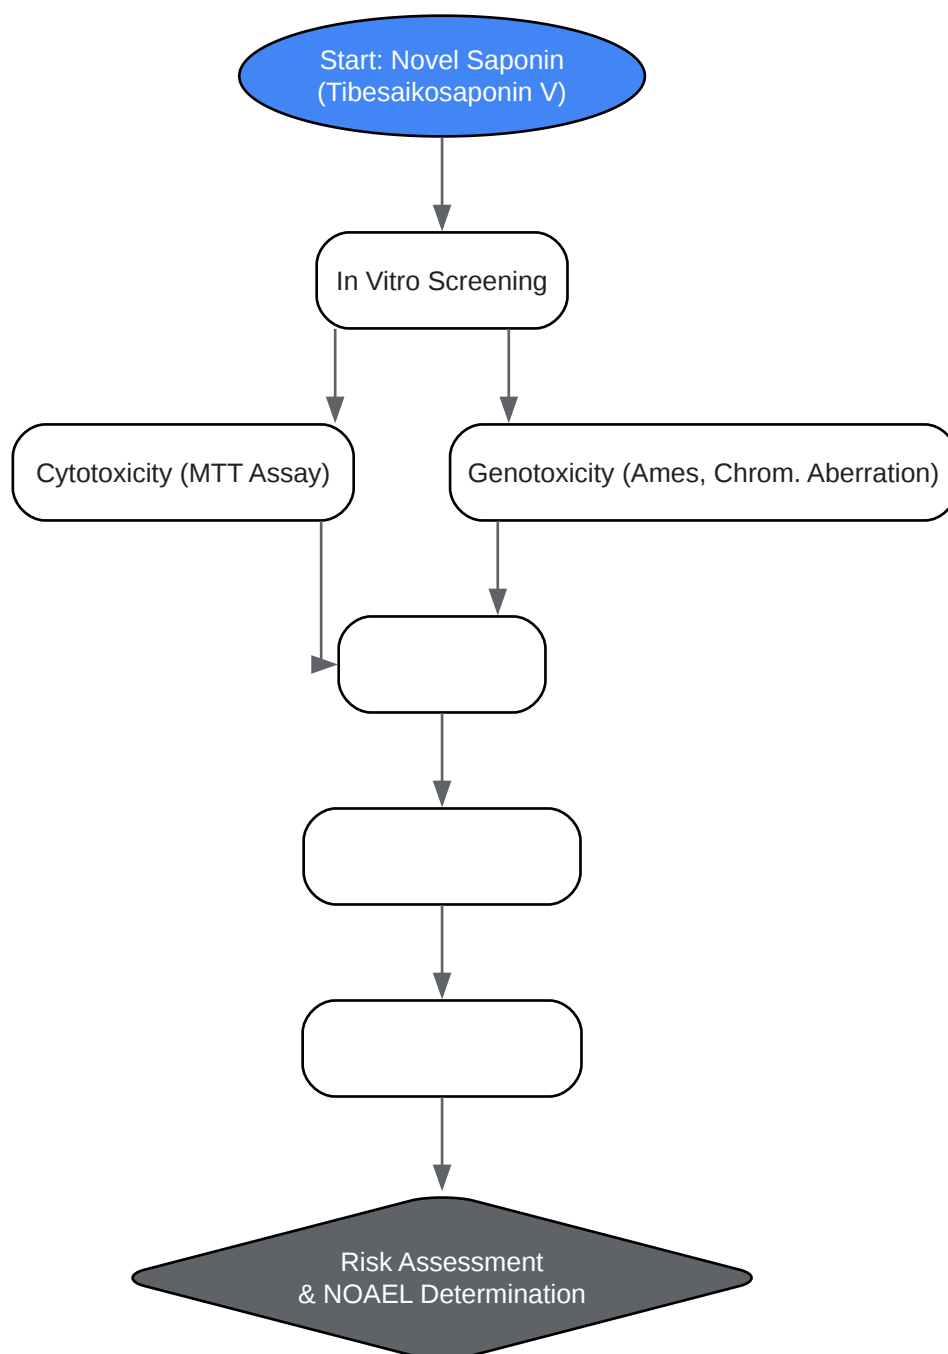 Start: Novel Saponin
(Tibesaikosaponin V)
In Vitro Screening
Cytotoxicity (MTT Assay)
Genotoxicity (Ames, Chrom. Aberration)
Risk Assessment
& NOAEL Determination